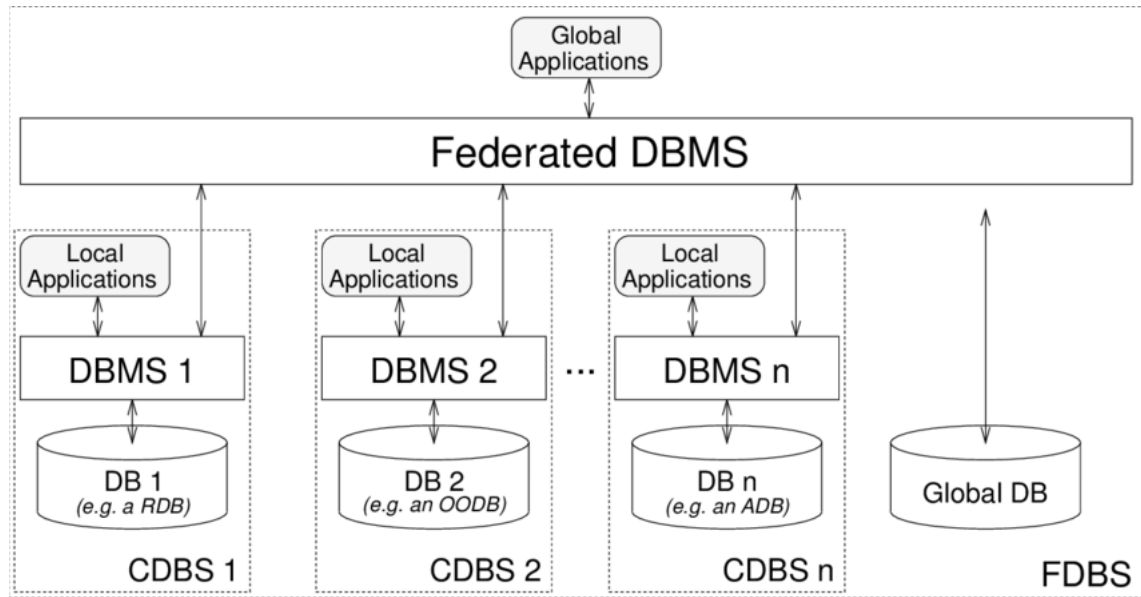 Global
Applications
Federated DBMS
Local
Applications
Local
Applications
Local
Applications
DBMS 1
DBMS 2
...
DBMS n
DB 1
(e.g. a RDB)
DB 2
(e.g. an OODB)
DB n
(e.g. an ADB)
Global DB
CDBS 1
CDBS 2
CDBS n
FDBS